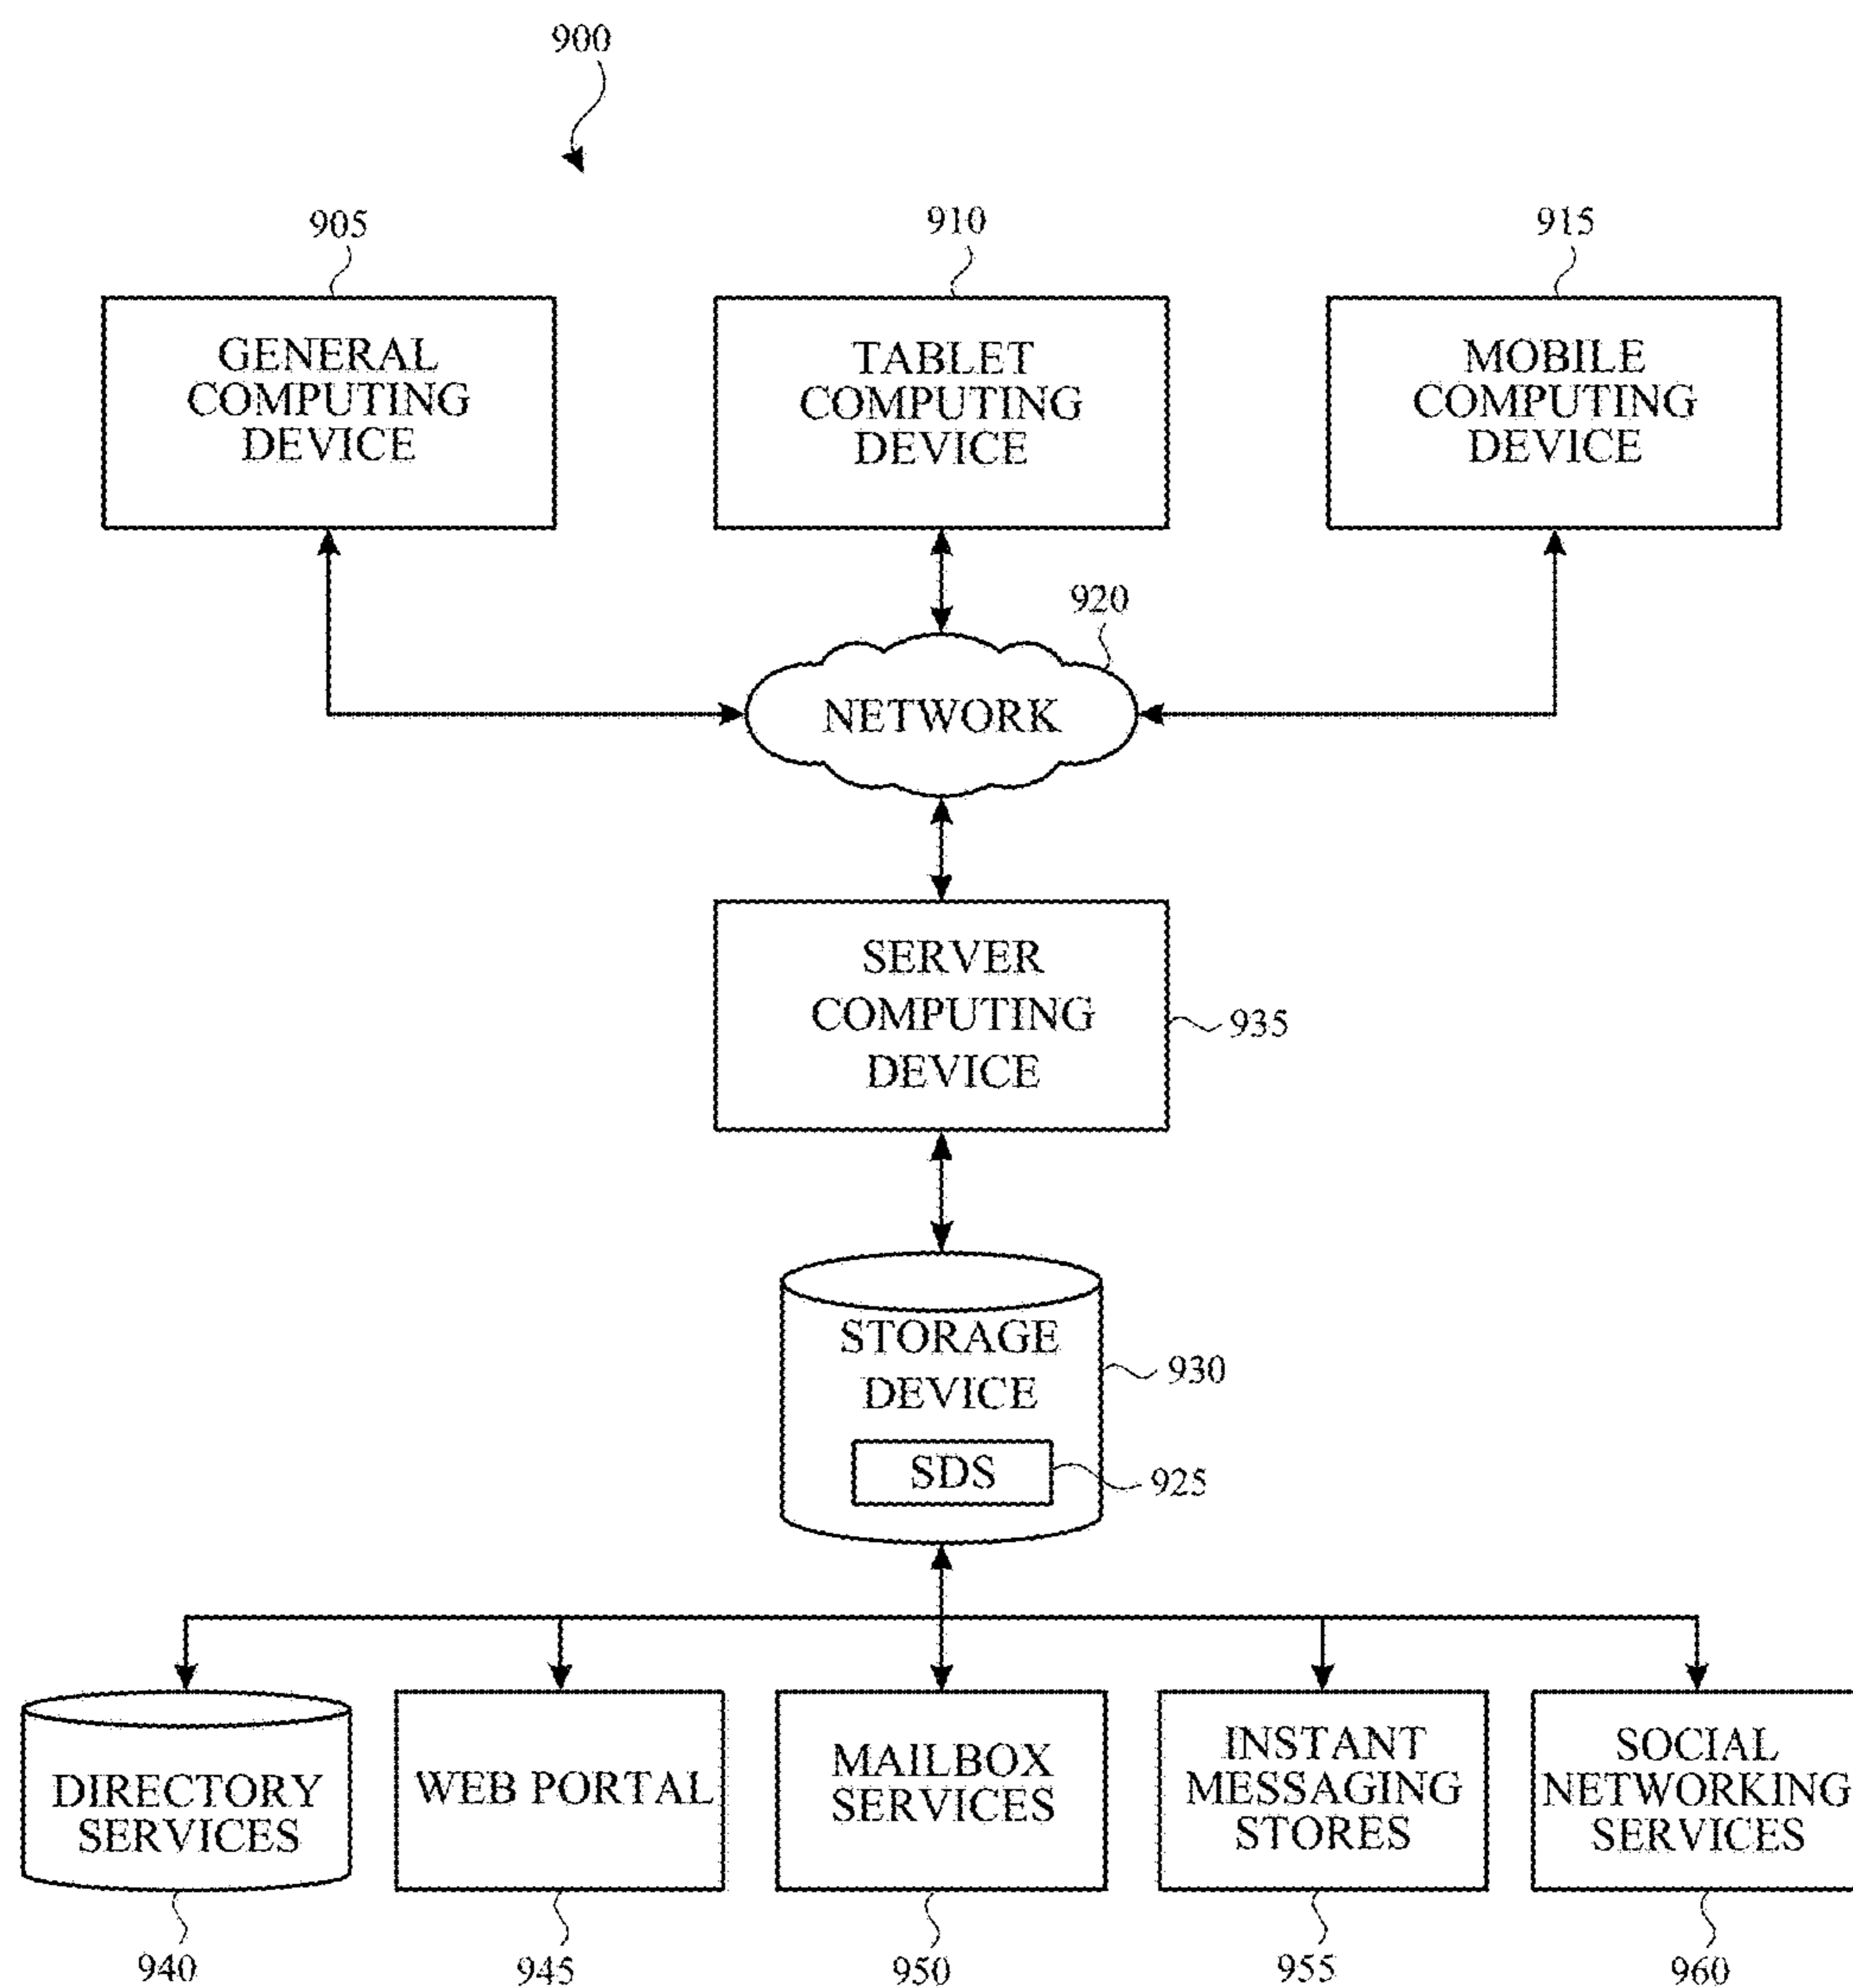 900
905
910
915
GENERAL
COMPUTING
DEVICE
TABLET
COMPUTING
DEVICE
MOBILE
COMPUTING
DEVICE
920
NETWORK
SERVER
COMPUTING
DEVICE
935
STORAGE
DEVICE
930
SDS
925
DIRECTORY
SERVICES
WEB PORTAL
MAILBOX
SERVICES
INSTANT
MESSAGING
STORES
SOCIAL
NETWORKING
SERVICES
940
945
950
955
960